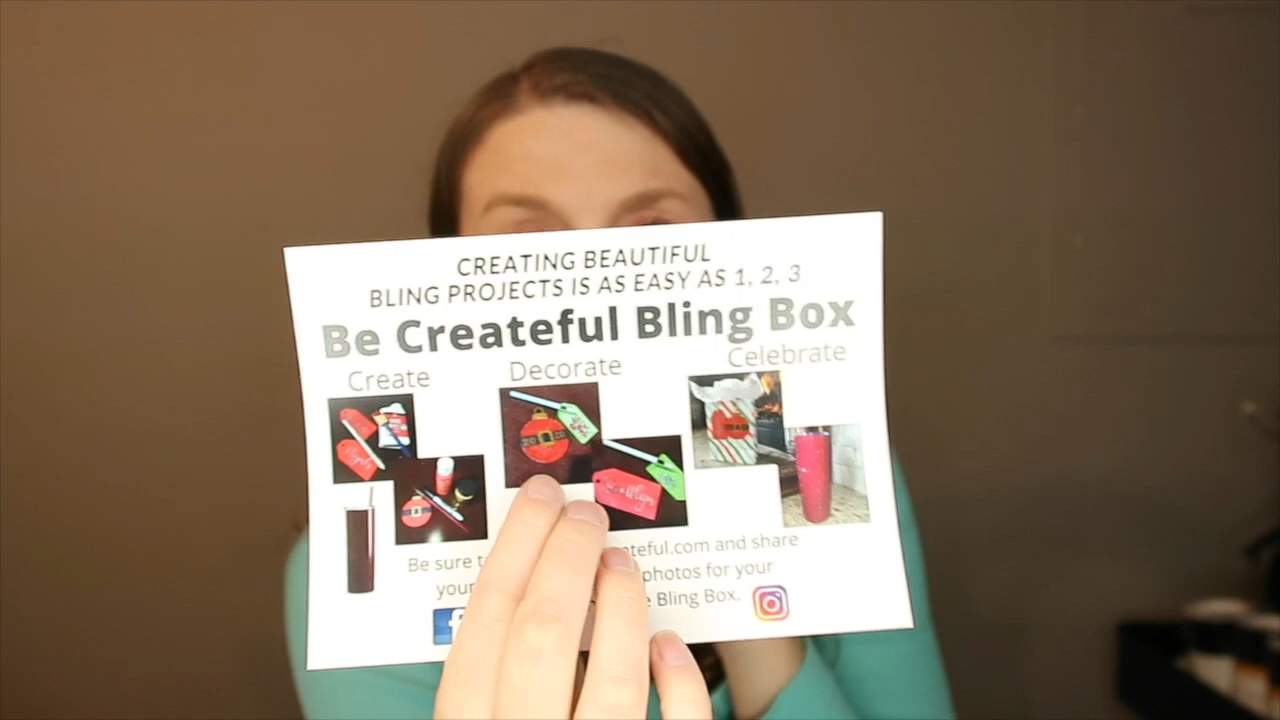 CREATING BEAUTIFUL
BLING PROJECTS IS AS EASY AS 1, 2, 3
Be Createful Bling Box
Create
Decorate
Celebrate
Be sure t
ateful.com and share
your
photos for your
e Bling Box.